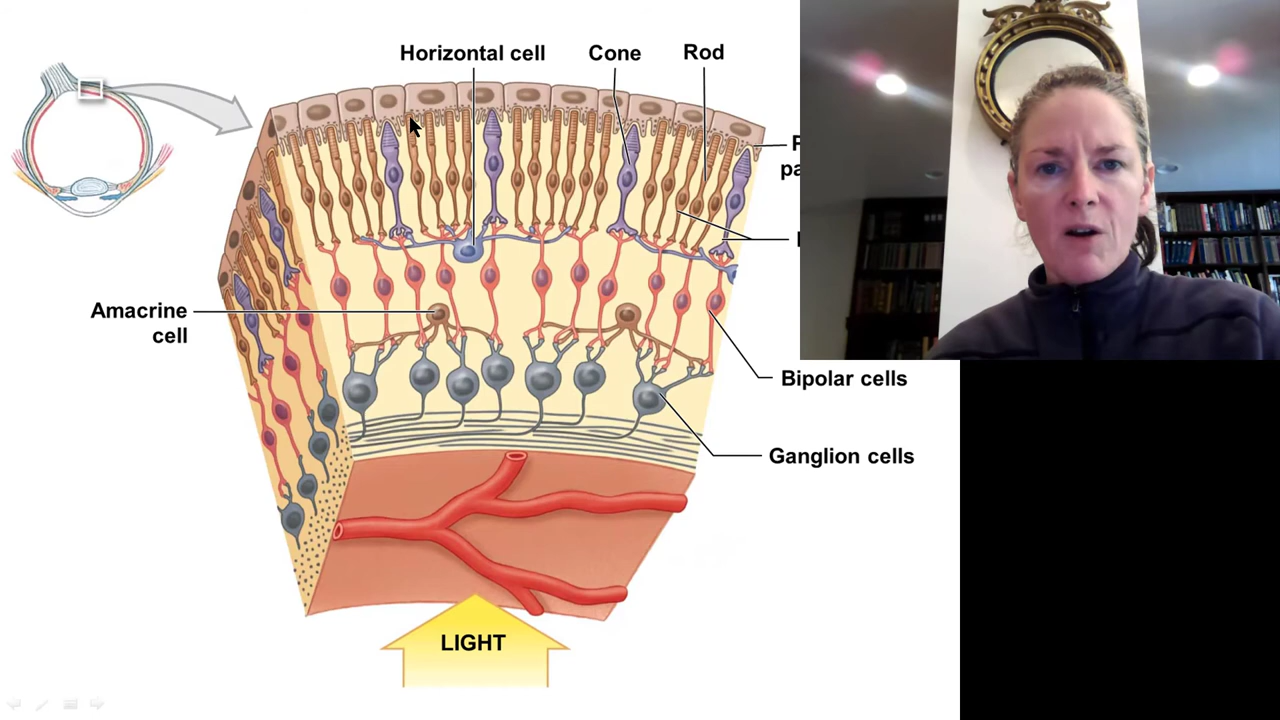 Horizontal cell
Cone
Rod
Amacrine
cell
Bipolar cells
Ganglion cells
LIGHT